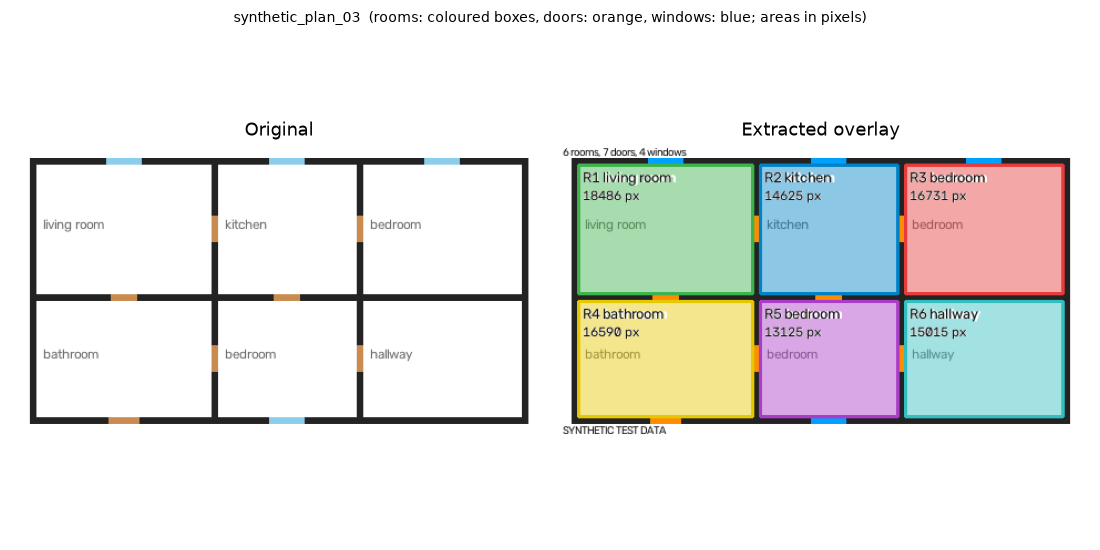 synthetic_plan_03  (rooms: coloured boxes, doors: orange, windows: blue; areas in pixels)
Original
living room
kitchen
bedroom
bathroom
bedroom
hallway
Extracted overlay
6 rooms, 7 doors, 4 windows
R1 living room
18486 px
living room
R2 kitchen
14625 px
kitchen
R3 bedroom
16731 px
bedroom
R4 bathroom
16590 px
bathroom
R5 bedroom
13125 px
bedroom
R6 hallway
15015 px
hallway
SYNTHETIC TEST DATA